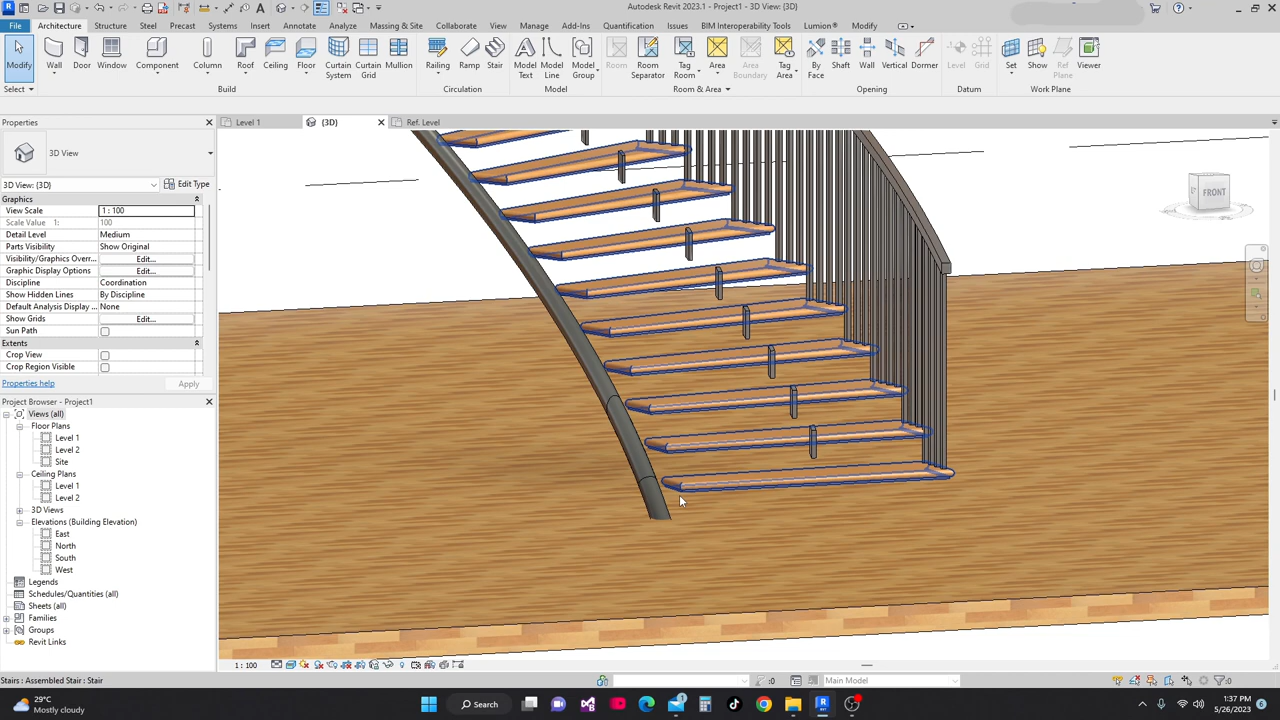 Autodesk Revit 2023.1 - Project1 - 3D View: {3D}
File Architecture Structure Steel Precast Systems Insert Annotate Analyze Massing & Site Collaborate View Manage Add-Ins Quantification Issues BIM Interoperability Tools Lumion® Modify
Modify Wall Door Window Component Column Roof Ceiling Floor Curtain System Curtain Grid Mullion Railing Ramp Stair Model Text Model Line Model Group Room Room Separator Tag Room Area Area Boundary Tag Area By Face Shaft Wall Vertical Dormer Level Grid Set Show Ref Plane Viewer
Select Build Circulation Model Room & Area Opening Datum Work Plane
Properties
Level 1 {3D} Ref. Level
3D View
3D View: {3D} Edit Type
Graphics
View Scale 1 : 100
Scale Value 1: 100
Detail Level Medium
Parts Visibility Show Original
Visibility/Graphics Overr... Edit...
Graphic Display Options Edit...
Discipline Coordination
Show Hidden Lines By Discipline
Default Analysis Display ... None
Show Grids Edit...
Sun Path
Extents
Crop View
Crop Region Visible
Properties help Apply
Project Browser - Project1
Views (all)
Floor Plans
Level 1
Level 2
Site
Ceiling Plans
Level 1
Level 2
3D Views
Elevations (Building Elevation)
East
North
South
West
Legends
Schedules/Quantities (all)
Sheets (all)
Families
Groups
Revit Links
FRONT
1 : 100
Stairs : Assembled Stair : Stair
:0 Main Model :0
29°C
Mostly cloudy
Search
1:37 PM
5/26/2023